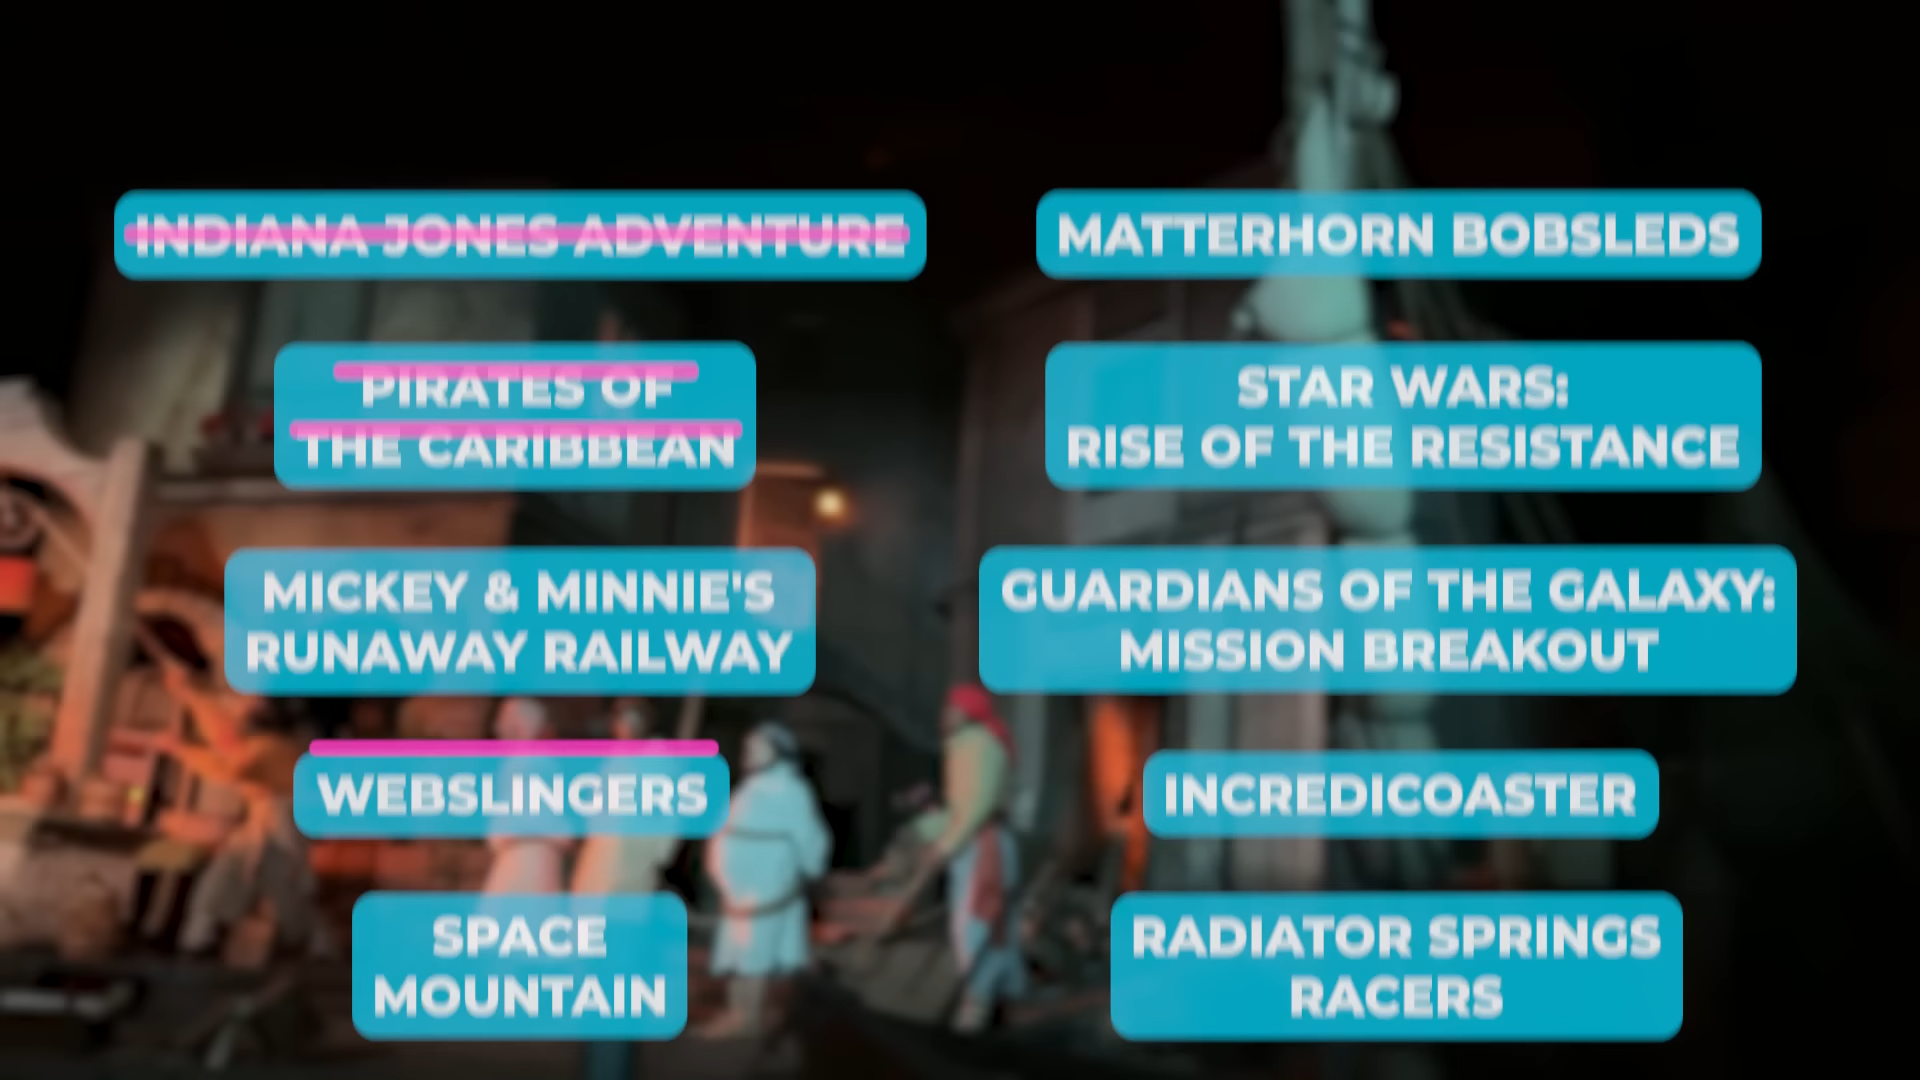 INDIANA JONES ADVENTURE
PIRATES OF
THE CARIBBEAN
MICKEY & MINNIE'S
RUNAWAY RAILWAY
WEBSLINGERS
SPACE
MOUNTAIN
MATTERHORN BOBSLEDS
STAR WARS:
RISE OF THE RESISTANCE
GUARDIANS OF THE GALAXY:
MISSION BREAKOUT
INCREDICOASTER
RADIATOR SPRINGS
RACERS